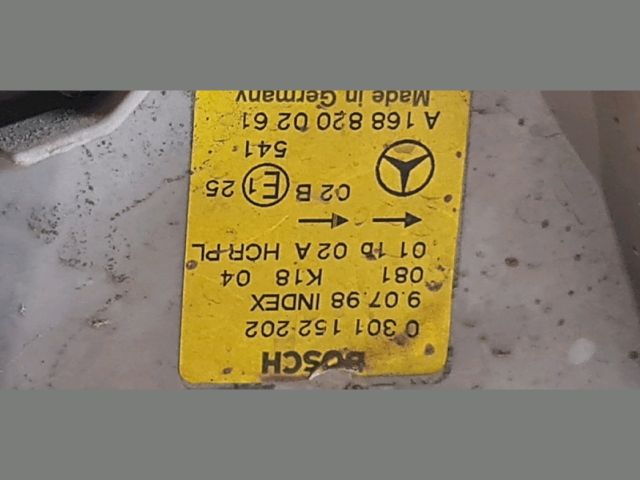 BOSCH
0 301 152 202
9.07.98 INDEX
081 K18 04
01 1b 02 A HCR-PL
02 B E1 25
541
A 168 820 02 61
Made in Germany